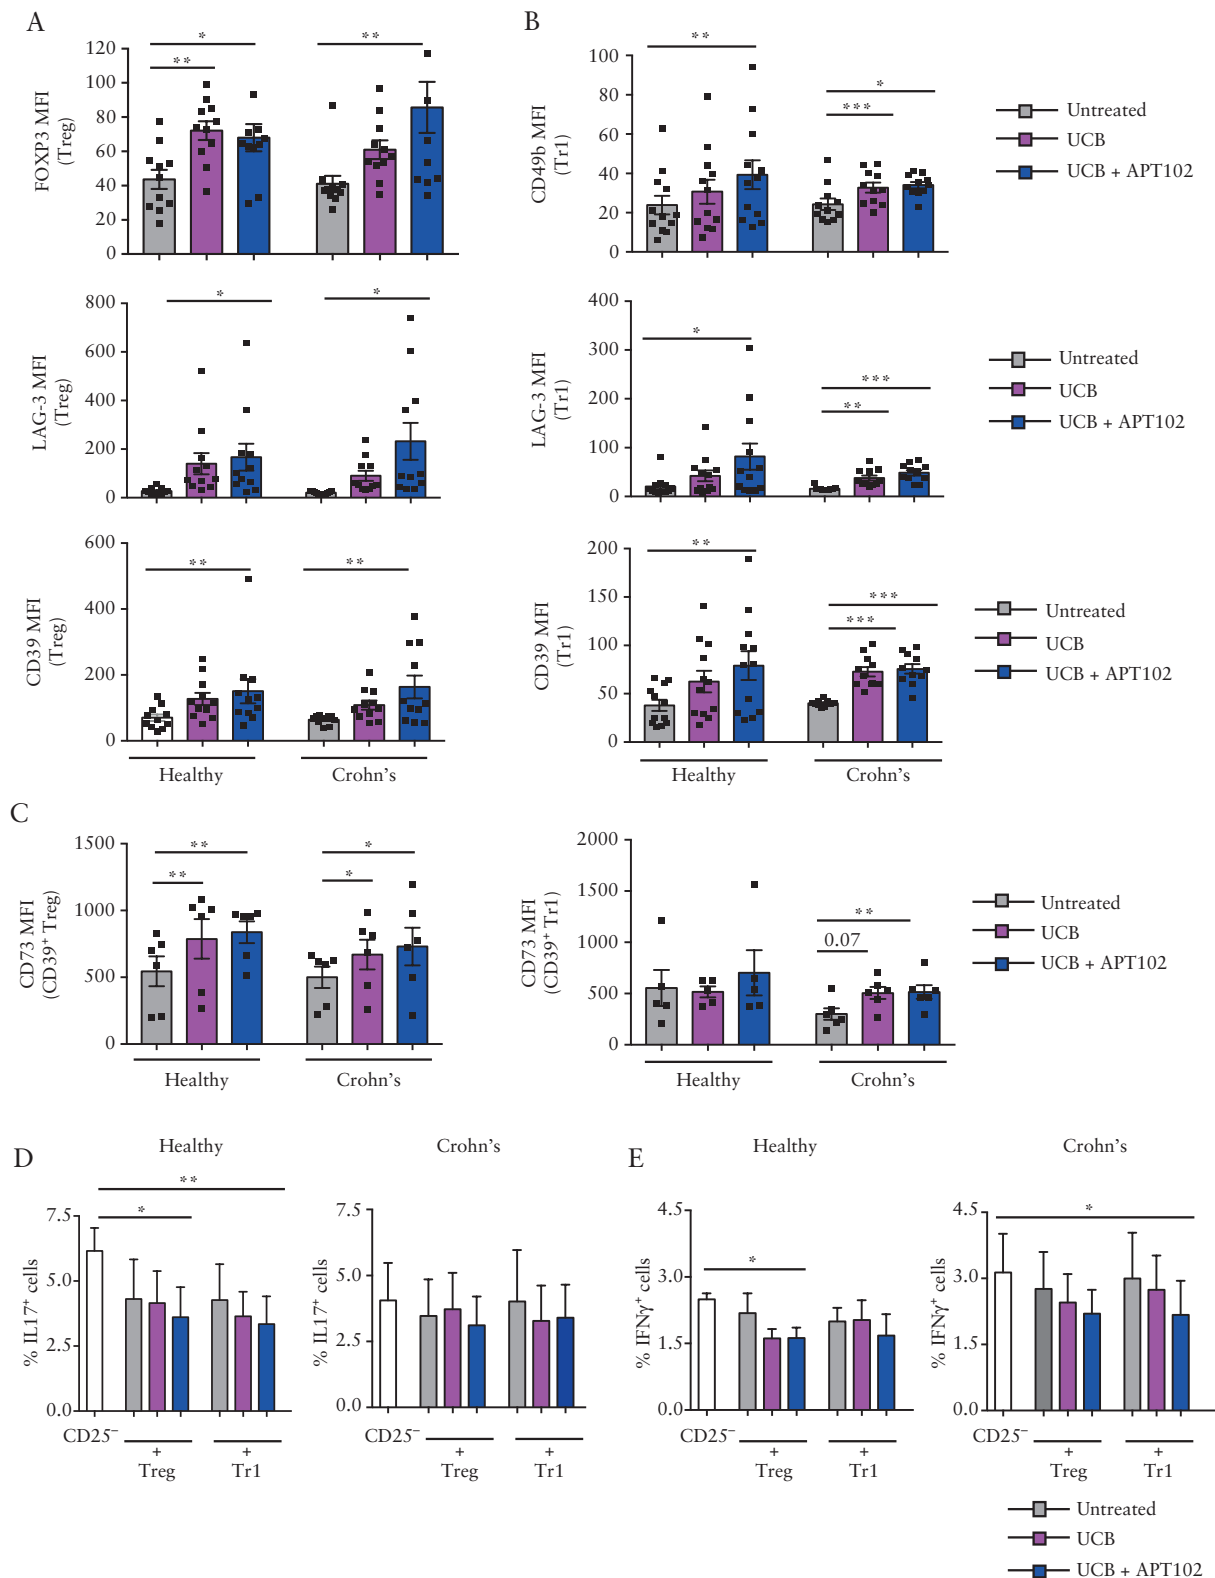 A
FOXP3 MFI
(Treg)
120
100
80
60
40
20
0
*
**
**
B
CD49b MFI
(Tr1)
100
80
60
40
20
0
**
*
***
Untreated
UCB
UCB + APT102
LAG-3 MFI
(Treg)
800
600
400
200
0
*
*
LAG-3 MFI
(Tr1)
400
300
200
100
0
*
***
**
Untreated
UCB
UCB + APT102
CD39 MFI
(Treg)
600
400
200
0
**
**
Healthy
Crohn's
CD39 MFI
(Tr1)
200
150
100
50
0
**
***
***
Healthy
Crohn's
Untreated
UCB
UCB + APT102
C
CD73 MFI
(CD39⁺ Treg)
1500
1000
500
0
**
**
*
*
Healthy
Crohn's
CD73 MFI
(CD39⁺ Tr1)
2000
1500
1000
500
0
**
0.07
Healthy
Crohn's
Untreated
UCB
UCB + APT102
D
Healthy
% IL17⁺ cells
7.5
5.0
2.5
0.0
**
*
CD25⁻
+
Treg
+
Tr1
Crohn's
% IL17⁺ cells
7.5
5.0
2.5
0.0
CD25⁻
+
Treg
+
Tr1
E
Healthy
% IFNγ⁺ cells
4.5
3.0
1.5
0.0
*
CD25⁻
+
Treg
+
Tr1
Crohn's
% IFNγ⁺ cells
4.5
3.0
1.5
0.0
*
CD25⁻
+
Treg
+
Tr1
Untreated
UCB
UCB + APT102